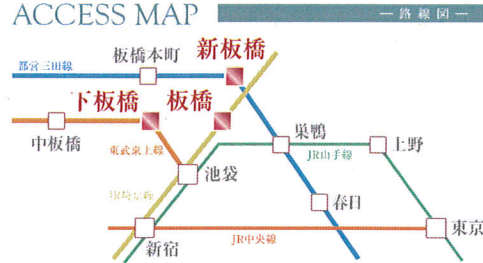 ACCESS MAP
― 路線図 ―
都営三田線
板橋本町
新板橋
下板橋
板橋
中板橋
東武東上線
巣鴨
上野
JR山手線
池袋
JR埼京線
春日
新宿
JR中央線
東京